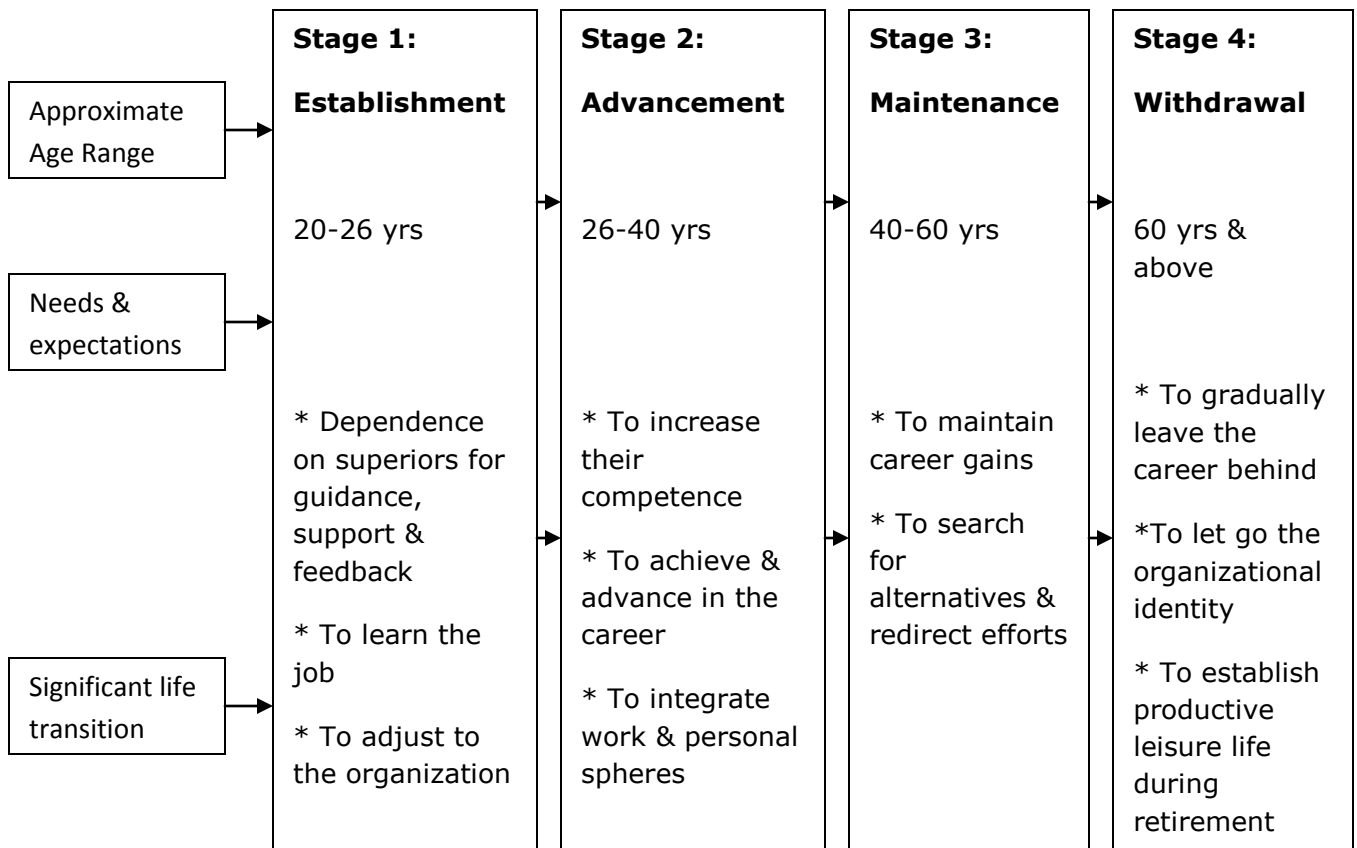 Approximate
Age Range
Needs &
expectations
Significant life
transition
Stage 1:
Establishment
20-26 yrs
* Dependence
on superiors for
guidance,
support &
feedback
* To learn the
job
* To adjust to
the organization
Stage 2:
Advancement
26-40 yrs
* To increase
their
competence
* To achieve &
advance in the
career
* To integrate
work & personal
spheres
Stage 3:
Maintenance
40-60 yrs
* To maintain
career gains
* To search
for
alternatives &
redirect efforts
Stage 4:
Withdrawal
60 yrs &
above
* To gradually
leave the
career behind
*To let go the
organizational
identity
* To establish
productive
leisure life
during
retirement